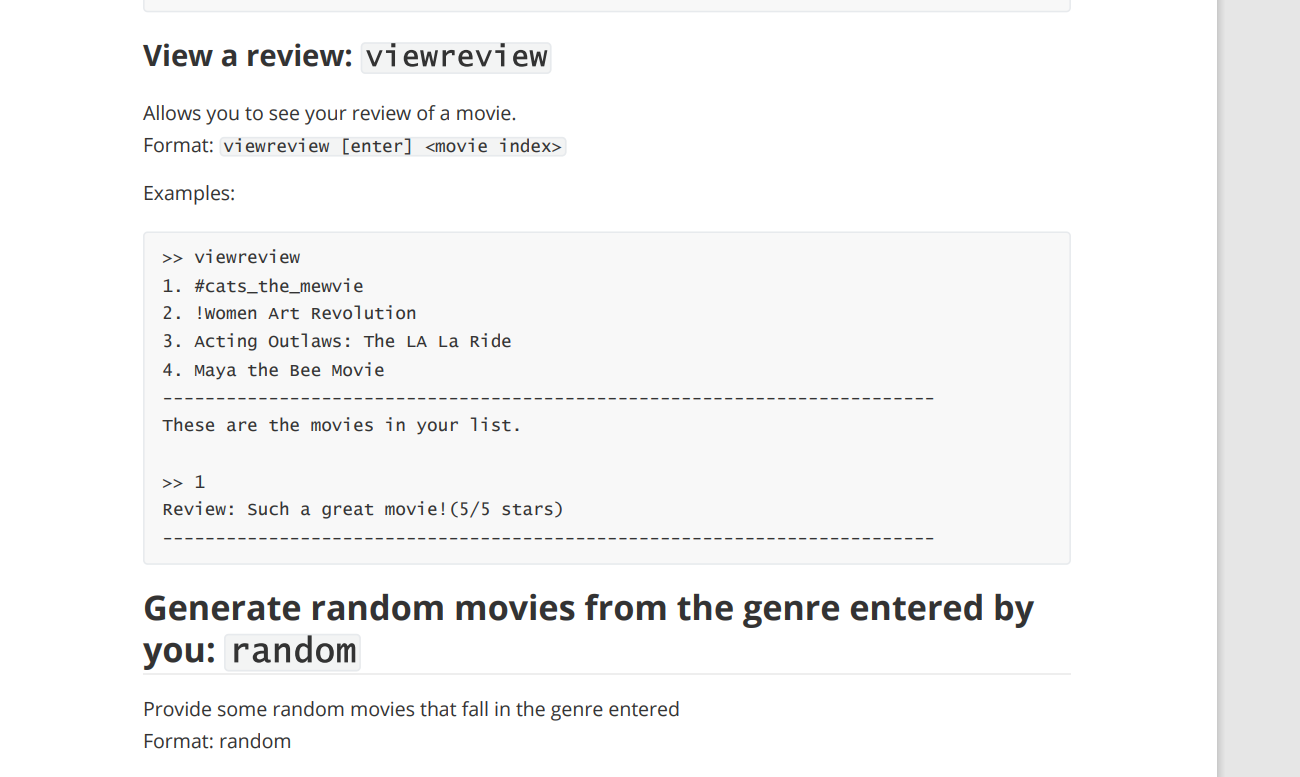 View a review: viewreview
Allows you to see your review of a movie.
Format: viewreview [enter] <movie index>
Examples:
>> viewreview
1. #cats_the_mewvie
2. !Women Art Revolution
3. Acting Outlaws: The LA La Ride
4. Maya the Bee Movie
-------------------------------------------------------------------------
These are the movies in your list.
>> 1
Review: Such a great movie!(5/5 stars)
-------------------------------------------------------------------------
Generate random movies from the genre entered by
you: random
Provide some random movies that fall in the genre entered
Format: random